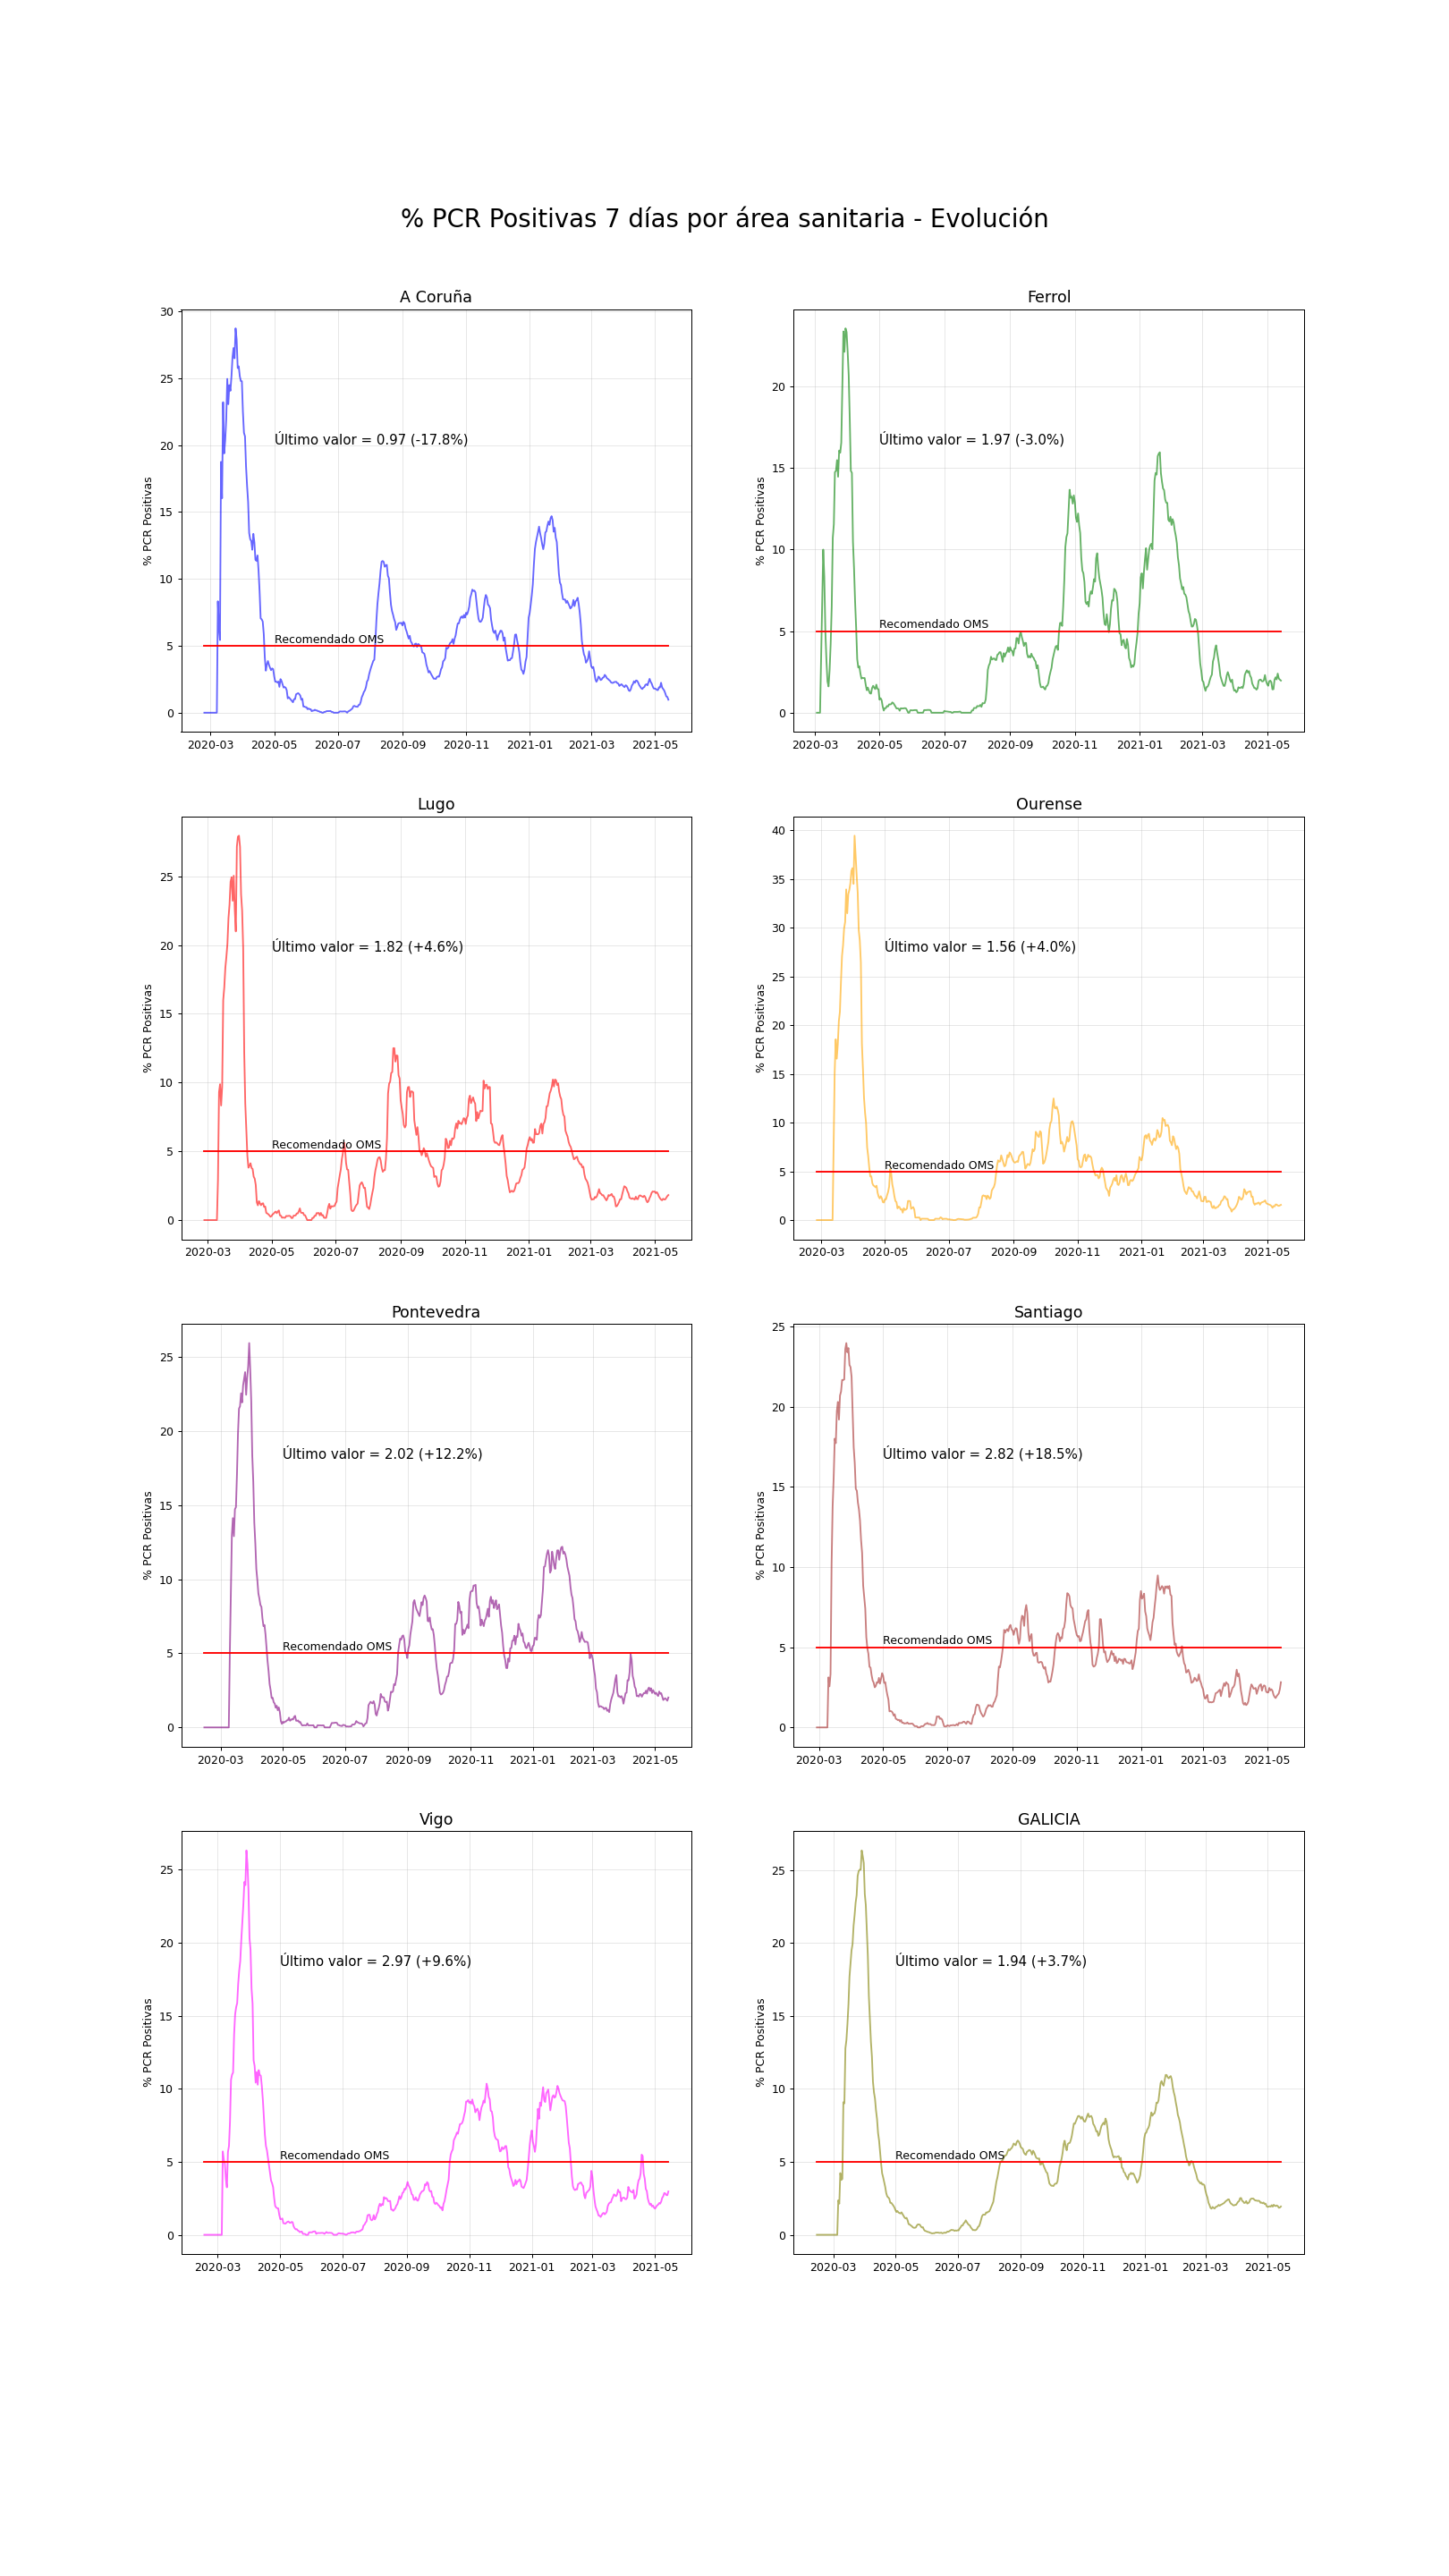 % PCR Positivas 7 días por área sanitaria - Evolución
A Coruña
30
25
20
15
10
5
0
% PCR Positivas
Último valor = 0.97 (-17.8%)
Recomendado OMS
2020-03 2020-05 2020-07 2020-09 2020-11 2021-01 2021-03 2021-05
Ferrol
20
15
10
5
0
% PCR Positivas
Último valor = 1.97 (-3.0%)
Recomendado OMS
2020-03 2020-05 2020-07 2020-09 2020-11 2021-01 2021-03 2021-05
Lugo
25
20
15
10
5
0
% PCR Positivas
Último valor = 1.82 (+4.6%)
Recomendado OMS
2020-03 2020-05 2020-07 2020-09 2020-11 2021-01 2021-03 2021-05
Ourense
40
35
30
25
20
15
10
5
0
% PCR Positivas
Último valor = 1.56 (+4.0%)
Recomendado OMS
2020-03 2020-05 2020-07 2020-09 2020-11 2021-01 2021-03 2021-05
Pontevedra
25
20
15
10
5
0
% PCR Positivas
Último valor = 2.02 (+12.2%)
Recomendado OMS
2020-03 2020-05 2020-07 2020-09 2020-11 2021-01 2021-03 2021-05
Santiago
25
20
15
10
5
0
% PCR Positivas
Último valor = 2.82 (+18.5%)
Recomendado OMS
2020-03 2020-05 2020-07 2020-09 2020-11 2021-01 2021-03 2021-05
Vigo
25
20
15
10
5
0
% PCR Positivas
Último valor = 2.97 (+9.6%)
Recomendado OMS
2020-03 2020-05 2020-07 2020-09 2020-11 2021-01 2021-03 2021-05
GALICIA
25
20
15
10
5
0
% PCR Positivas
Último valor = 1.94 (+3.7%)
Recomendado OMS
2020-03 2020-05 2020-07 2020-09 2020-11 2021-01 2021-03 2021-05